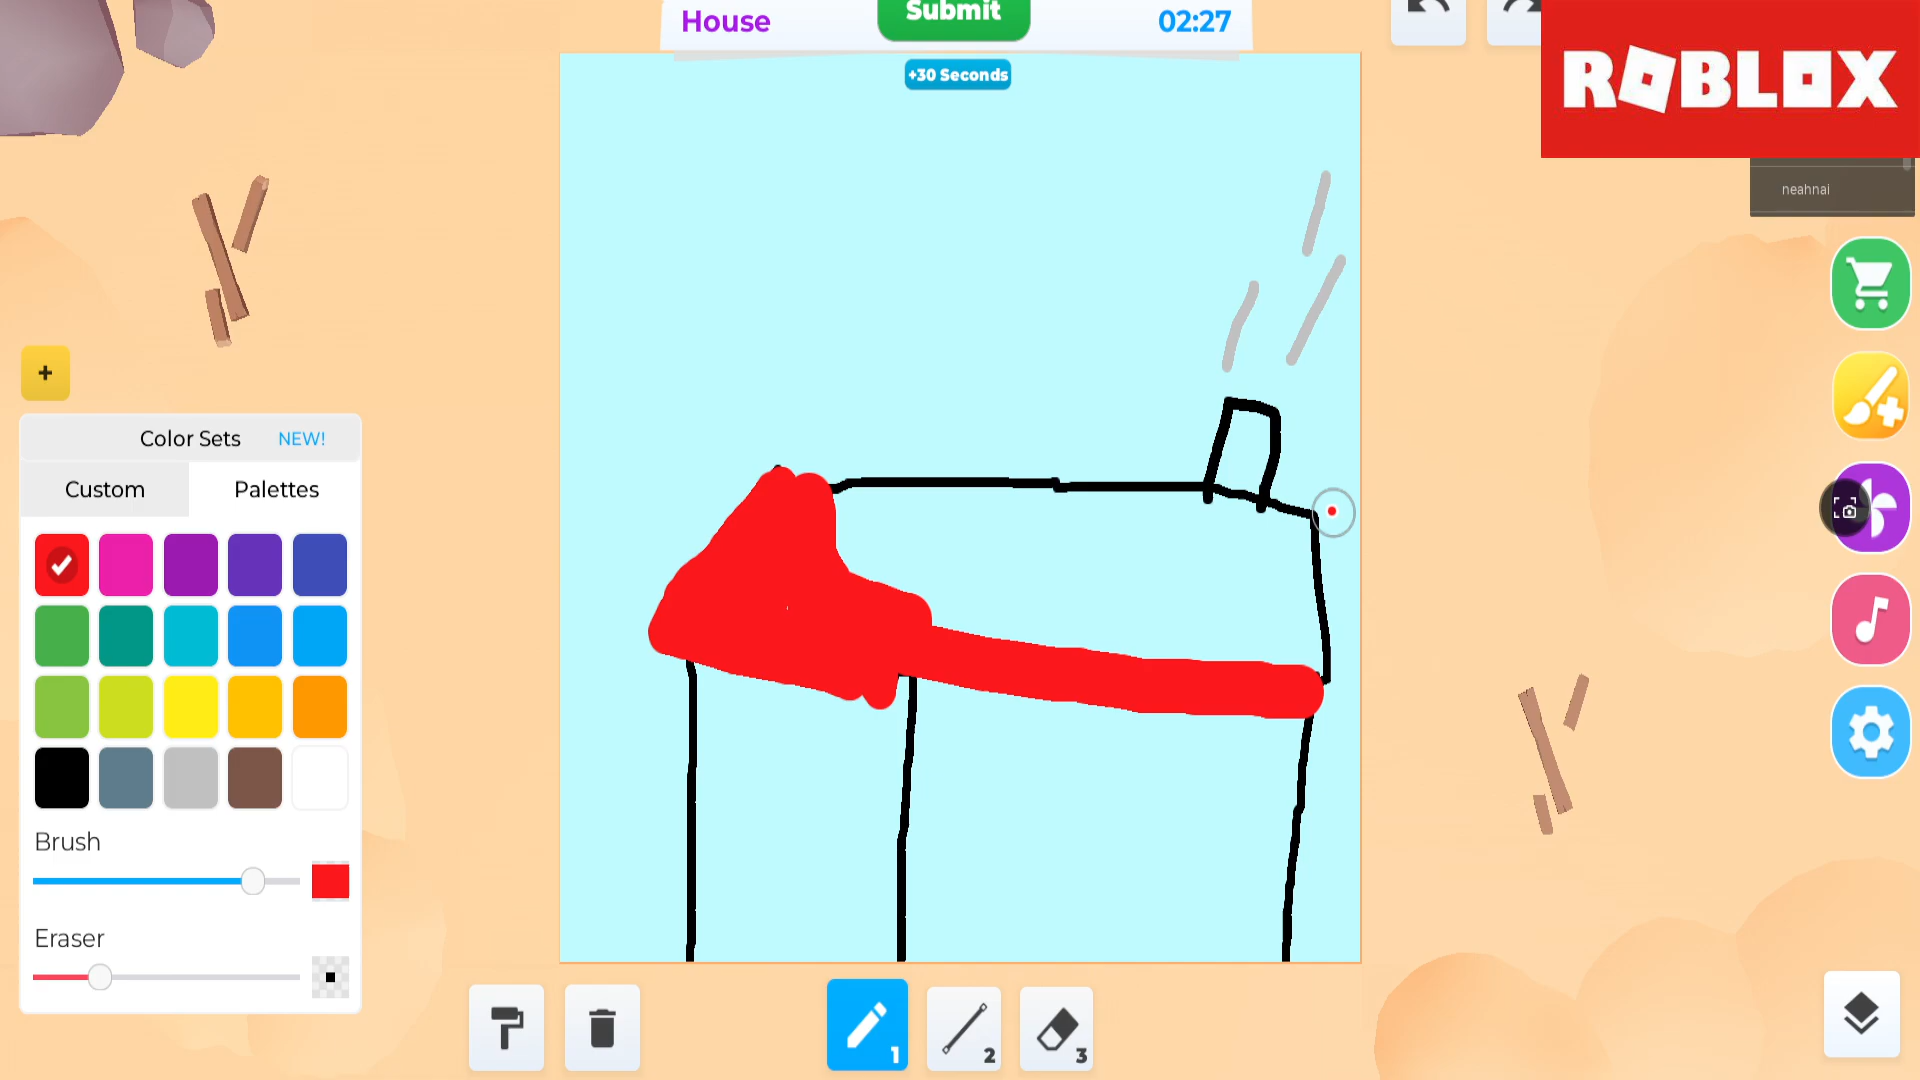 House
Submit
02:27
+30 Seconds
ROBLOX
neahnai
+
Color Sets
NEW!
Custom
Palettes
Brush
Eraser
1
2
3